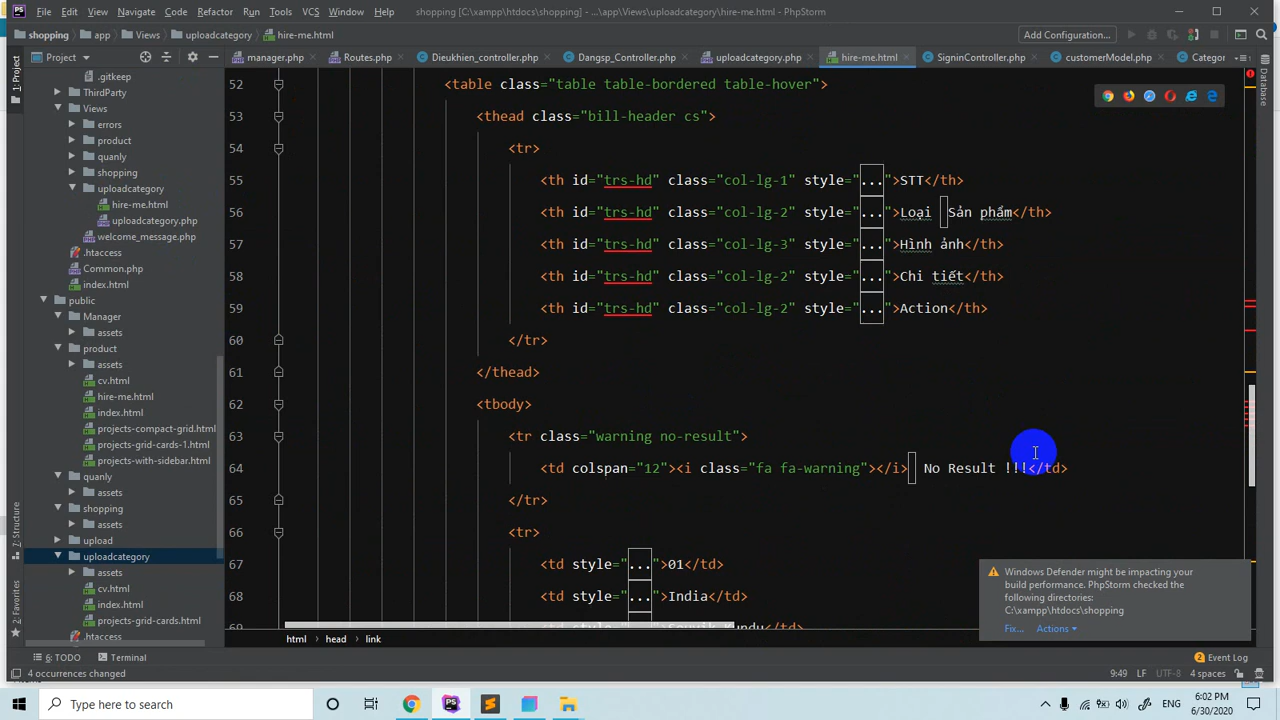 File Edit View Navigate Code Refactor Run Tools VCS Window Help shopping [C:\xampp\htdocs\shopping] - ...\app\Views\uploadcategory\hire-me.html - PhpStorm
shopping app Views uploadcategory hire-me.html Add Configuration...
Project manager.php Routes.php Dieukhien_controller.php Dangsp_Controller.php uploadcategory.php hire-me.html SigninController.php customerModel.php Categor
1: Project
Database
7: Structure
2: Favorites
.gitkeep
ThirdParty
Views
errors
product
quanly
shopping
uploadcategory
hire-me.html
uploadcategory.php
welcome_message.php
.htaccess
Common.php
index.html
public
Manager
assets
product
assets
cv.html
hire-me.html
index.html
projects-compact-grid.html
projects-grid-cards-1.html
projects-with-sidebar.html
quanly
assets
shopping
assets
upload
uploadcategory
assets
cv.html
index.html
projects-grid-cards.html
.htaccess
52 <table class="table table-bordered table-hover">
53 <thead class="bill-header cs">
54 <tr>
55 <th id="trs-hd" class="col-lg-1" style="...">STT</th>
56 <th id="trs-hd" class="col-lg-2" style="...">Loại Sản phẩm</th>
57 <th id="trs-hd" class="col-lg-3" style="...">Hình ảnh</th>
58 <th id="trs-hd" class="col-lg-2" style="...">Chi tiết</th>
59 <th id="trs-hd" class="col-lg-2" style="...">Action</th>
60 </tr>
61 </thead>
62 <tbody>
63 <tr class="warning no-result">
64 <td colspan="12"><i class="fa fa-warning"></i> No Result !!!</td>
65 </tr>
66 <tr>
67 <td style="...">01</td>
68 <td style="...">India</td>
69
html head link
Windows Defender might be impacting your
build performance. PhpStorm checked the
following directories:
C:\xampp\htdocs\shopping
Fix... Actions
6: TODO Terminal 2 Event Log
4 occurrences changed 9:49 LF UTF-8 4 spaces
Type here to search ENG 6:02 PM
6/30/2020